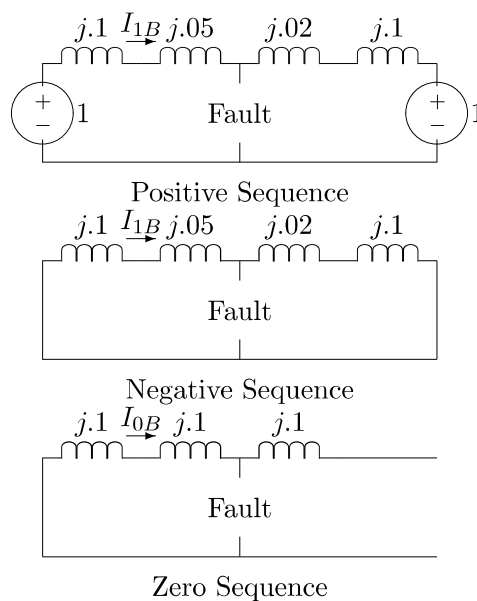 j.1 I1B j.05 j.02 j.1
+ − 1 Fault + − 1
Positive Sequence
j.1 I1B j.05 j.02 j.1
Fault
Negative Sequence
j.1 I0B j.1 j.1
Fault
Zero Sequence